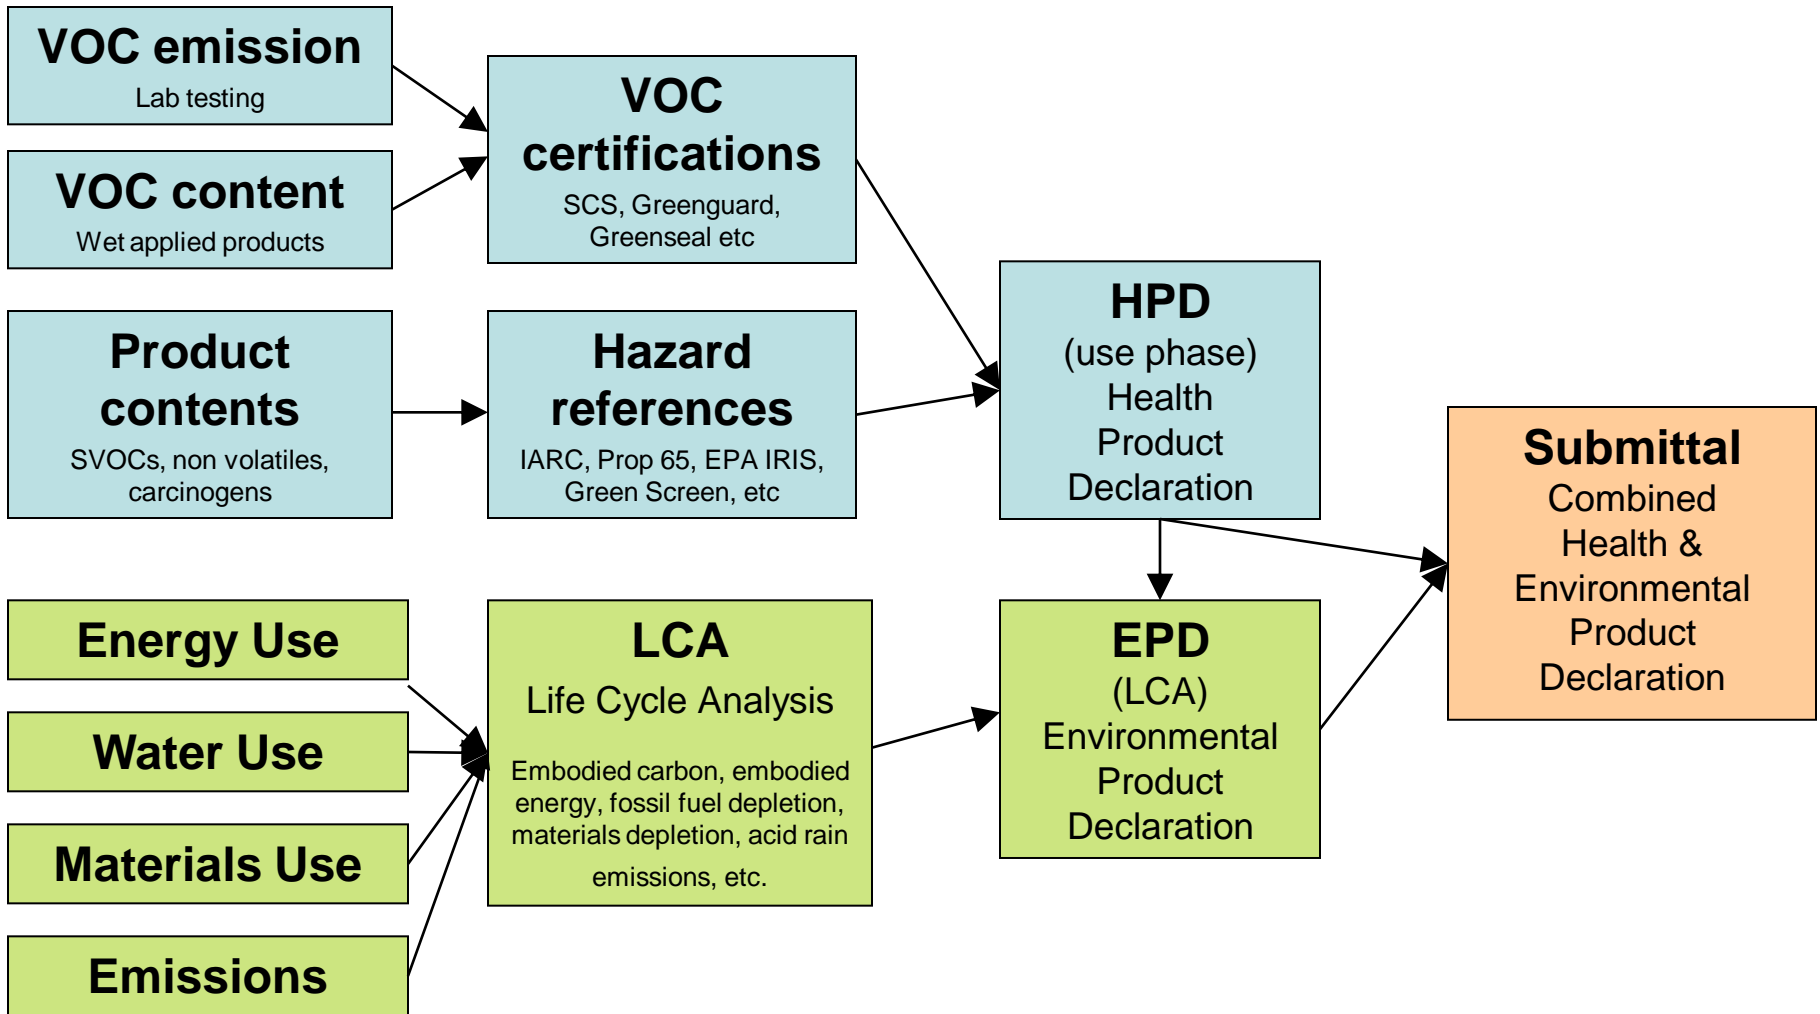 VOC emission
Lab testing
VOC content
Wet applied products
VOC
certifications
SCS, Greenguard,
Greenseal etc
Product
contents
SVOCs, non volatiles,
carcinogens
Hazard
references
IARC, Prop 65, EPA IRIS,
Green Screen, etc
HPD
(use phase)
Health
Product
Declaration
Energy Use
Water Use
Materials Use
Emissions
LCA
Life Cycle Analysis
Embodied carbon, embodied
energy, fossil fuel depletion,
materials depletion, acid rain
emissions, etc.
EPD
(LCA)
Environmental
Product
Declaration
Submittal
Combined
Health &
Environmental
Product
Declaration